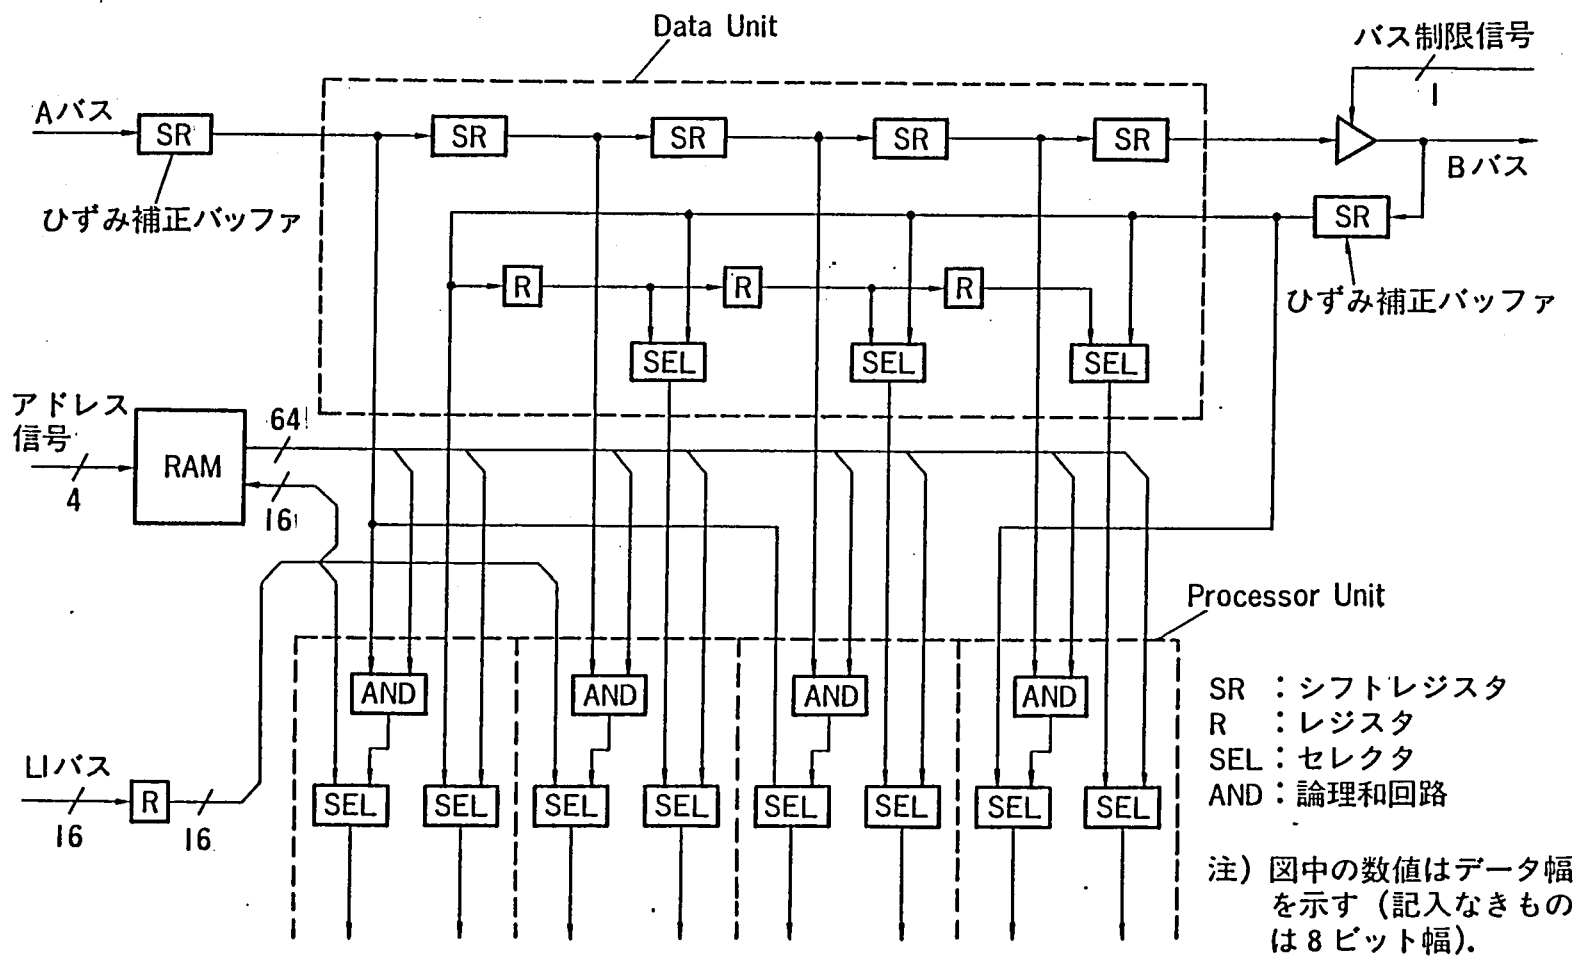 Data Unit
バス制限信号
1
Aバス
SR
SR
SR
SR
SR
Bバス
ひずみ補正バッファ
SR
R
R
R
ひずみ補正バッファ
SEL
SEL
SEL
アドレス
信号
4
RAM
64
16
Processor Unit
AND
AND
AND
AND
SR :シフトレジスタ
R :レジスタ
SEL:セレクタ
AND:論理和回路
LIバス
16
R
16
SEL
SEL
SEL
SEL
SEL
SEL
SEL
SEL
注) 図中の数値はデータ幅
を示す (記入なきもの
は8ビット幅).